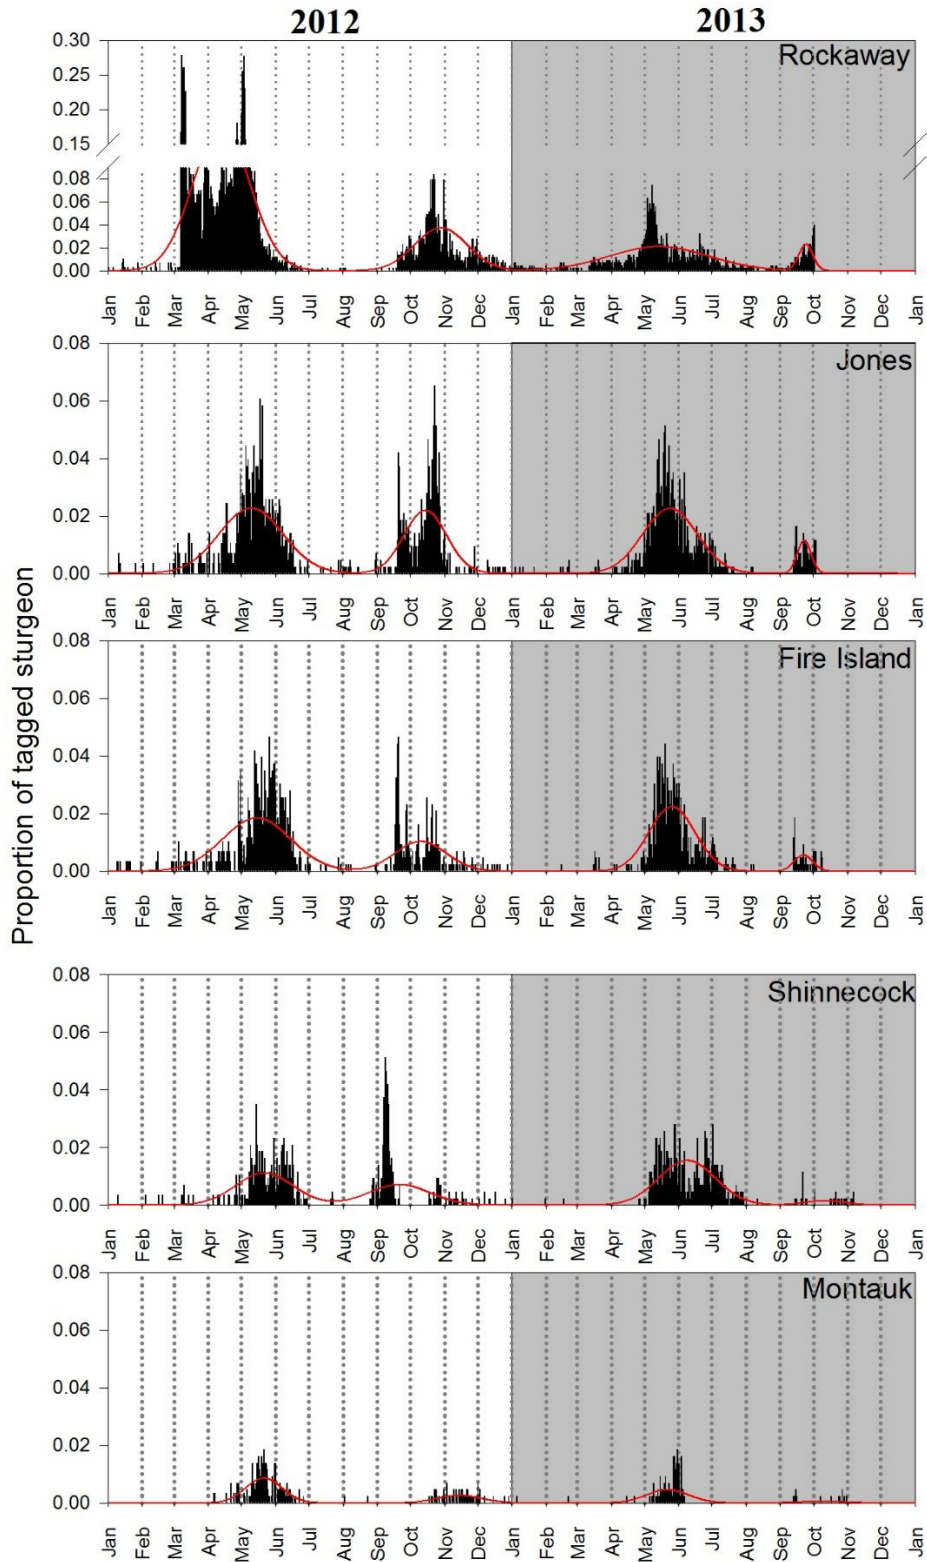 2012 2013
Rockaway
0.30
0.25
0.20
0.15
0.08
0.06
0.04
0.02
0.00
Jan Feb Mar Apr May Jun Jul Aug Sep Oct Nov Dec Jan Feb Mar Apr May Jun Jul Aug Sep Oct Nov Dec Jan
Jones
0.08
0.06
0.04
0.02
0.00
Jan Feb Mar Apr May Jun Jul Aug Sep Oct Nov Dec Jan Feb Mar Apr May Jun Jul Aug Sep Oct Nov Dec Jan
Proportion of tagged sturgeon
Fire Island
0.08
0.06
0.04
0.02
0.00
Jan Feb Mar Apr May Jun Jul Aug Sep Oct Nov Dec Jan Feb Mar Apr May Jun Jul Aug Sep Oct Nov Dec Jan
Shinnecock
0.08
0.06
0.04
0.02
0.00
Jan Feb Mar Apr May Jun Jul Aug Sep Oct Nov Dec Jan Feb Mar Apr May Jun Jul Aug Sep Oct Nov Dec Jan
Montauk
0.08
0.06
0.04
0.02
0.00
Jan Feb Mar Apr May Jun Jul Aug Sep Oct Nov Dec Jan Feb Mar Apr May Jun Jul Aug Sep Oct Nov Dec Jan